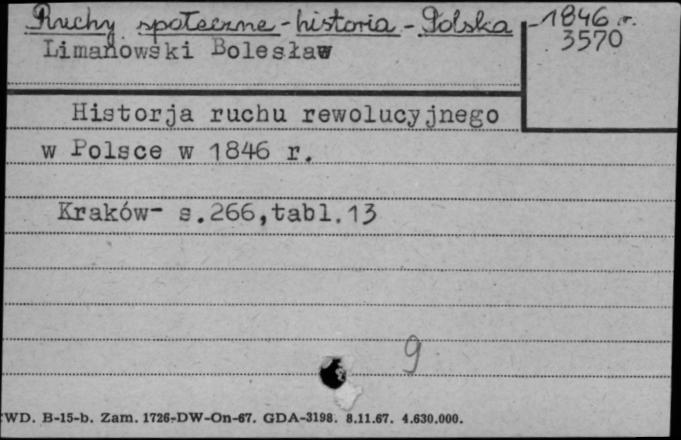 Ruchy społeczne - historia - Polska - 1846 r.
3570
Limanowski Bolesław
Historja ruchu rewolucyjnego
w Polsce w 1846 r.
Kraków- s.266,tabl.13
9
WD. B-15-b. Zam. 1726-DW-On-67. GDA-3198. 8.11.67. 4.630.000.